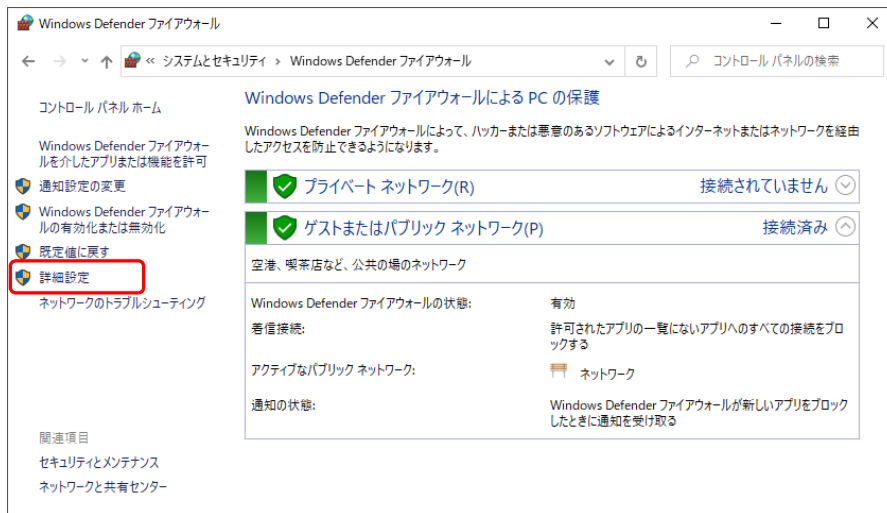 Windows Defender ファイアウォール
« システムとセキュリティ › Windows Defender ファイアウォール
コントロール パネルの検索
コントロール パネル ホーム
Windows Defender ファイアウォー
ルを介したアプリまたは機能を許可
通知設定の変更
Windows Defender ファイアウォー
ルの有効化または無効化
既定値に戻す
詳細設定
ネットワークのトラブルシューティング
関連項目
セキュリティとメンテナンス
ネットワークと共有センター
Windows Defender ファイアウォールによる PC の保護
Windows Defender ファイアウォールによって、ハッカーまたは悪意のあるソフトウェアによるインターネットまたはネットワークを経由
したアクセスを防止できるようになります。
プライベート ネットワーク(R) 接続されていません
ゲストまたはパブリック ネットワーク(P) 接続済み
空港、喫茶店など、公共の場のネットワーク
Windows Defender ファイアウォールの状態: 有効
着信接続: 許可されたアプリの一覧にないアプリへのすべての接続をブロ
ックする
アクティブなパブリック ネットワーク: ネットワーク
通知の状態: Windows Defender ファイアウォールが新しいアプリをブロック
したときに通知を受け取る